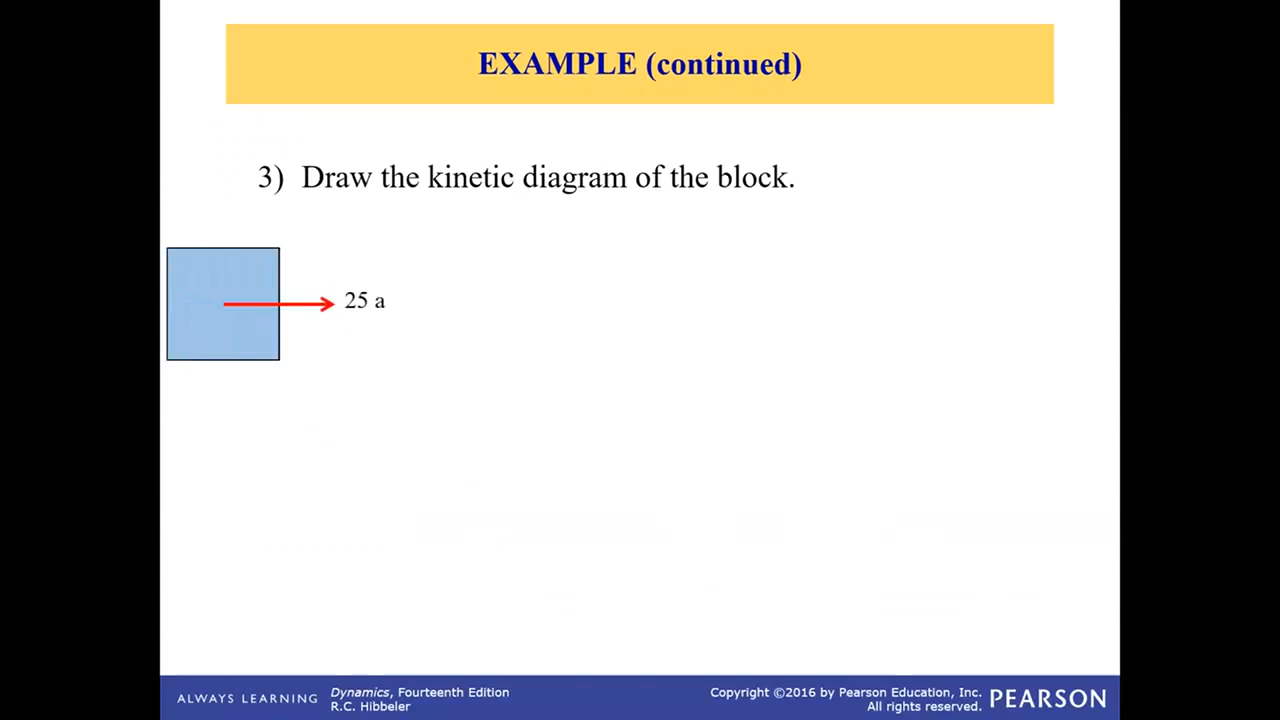 EXAMPLE (continued)
3) Draw the kinetic diagram of the block.
25 a
ALWAYS LEARNING
Dynamics, Fourteenth Edition
R.C. Hibbeler
Copyright ©2016 by Pearson Education, Inc.
All rights reserved.
PEARSON